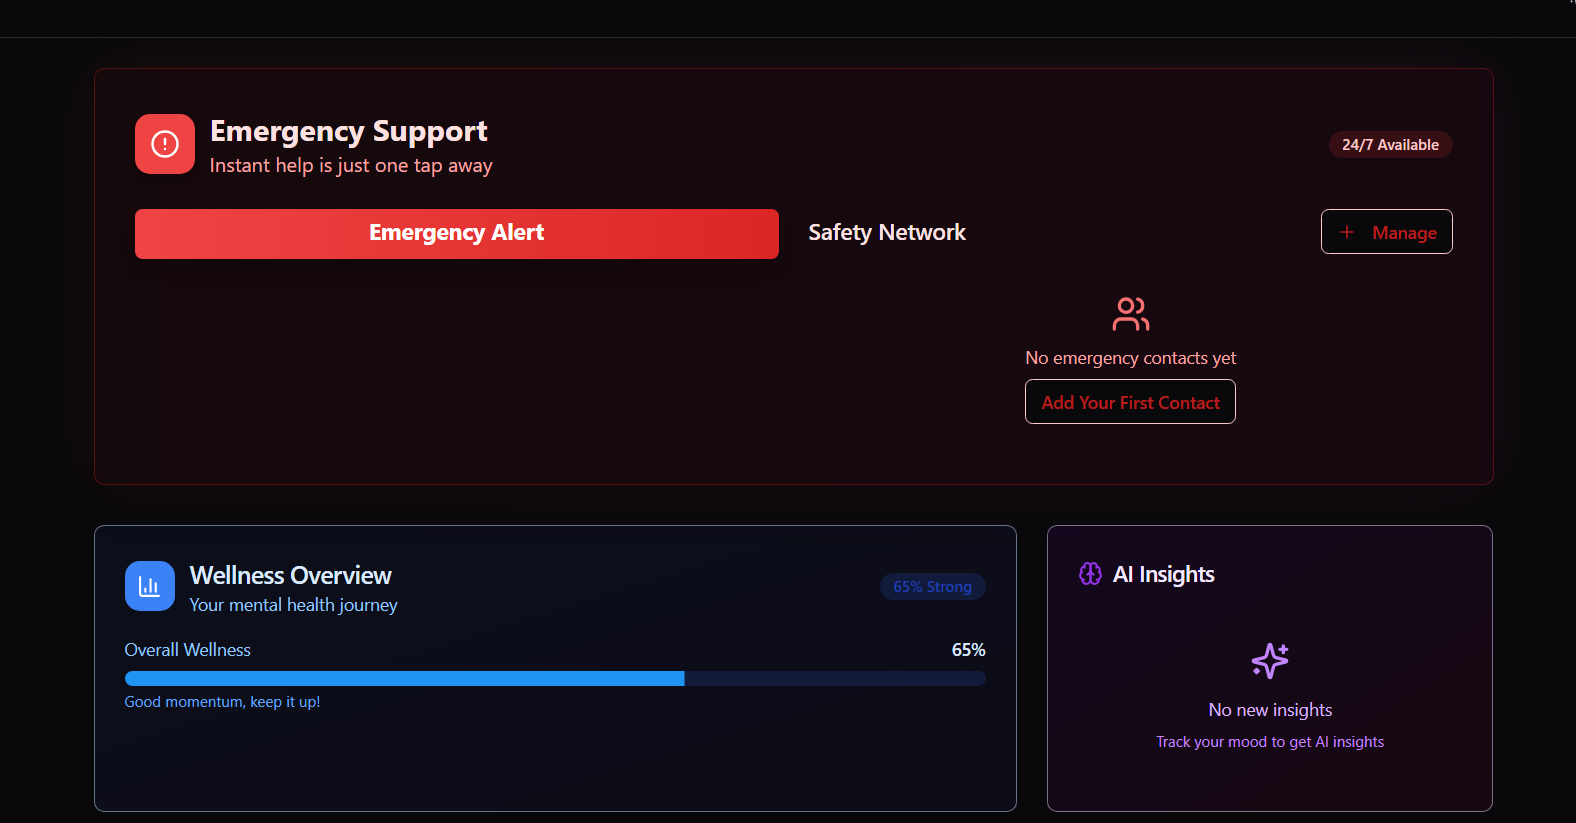 Emergency Support
Instant help is just one tap away
24/7 Available
Emergency Alert
Safety Network
+ Manage
No emergency contacts yet
Add Your First Contact
Wellness Overview
Your mental health journey
65% Strong
Overall Wellness
65%
Good momentum, keep it up!
AI Insights
No new insights
Track your mood to get AI insights